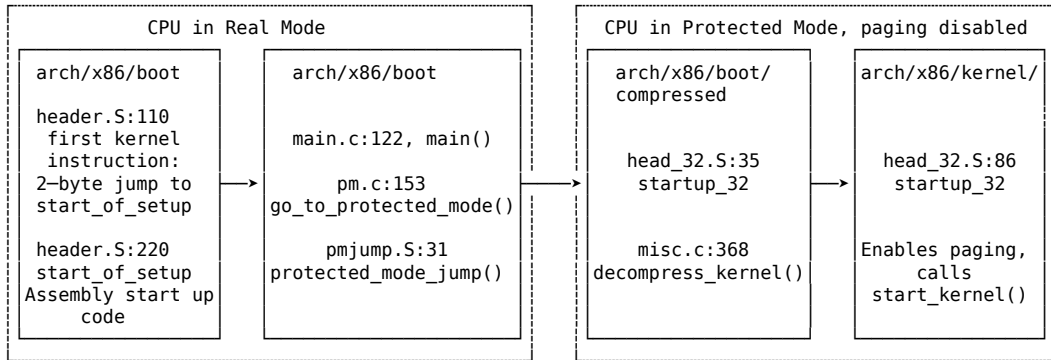 CPU in Real Mode
arch/x86/boot
header.S:110
first kernel
instruction:
2-byte jump to
start_of_setup
header.S:220
start_of_setup
Assembly start up
code
arch/x86/boot
main.c:122, main()
pm.c:153
go_to_protected_mode()
pmjump.S:31
protected_mode_jump()
CPU in Protected Mode, paging disabled
arch/x86/boot/
compressed
head_32.S:35
startup_32
misc.c:368
decompress_kernel()
arch/x86/kernel/
head_32.S:86
startup_32
Enables paging,
calls
start_kernel()